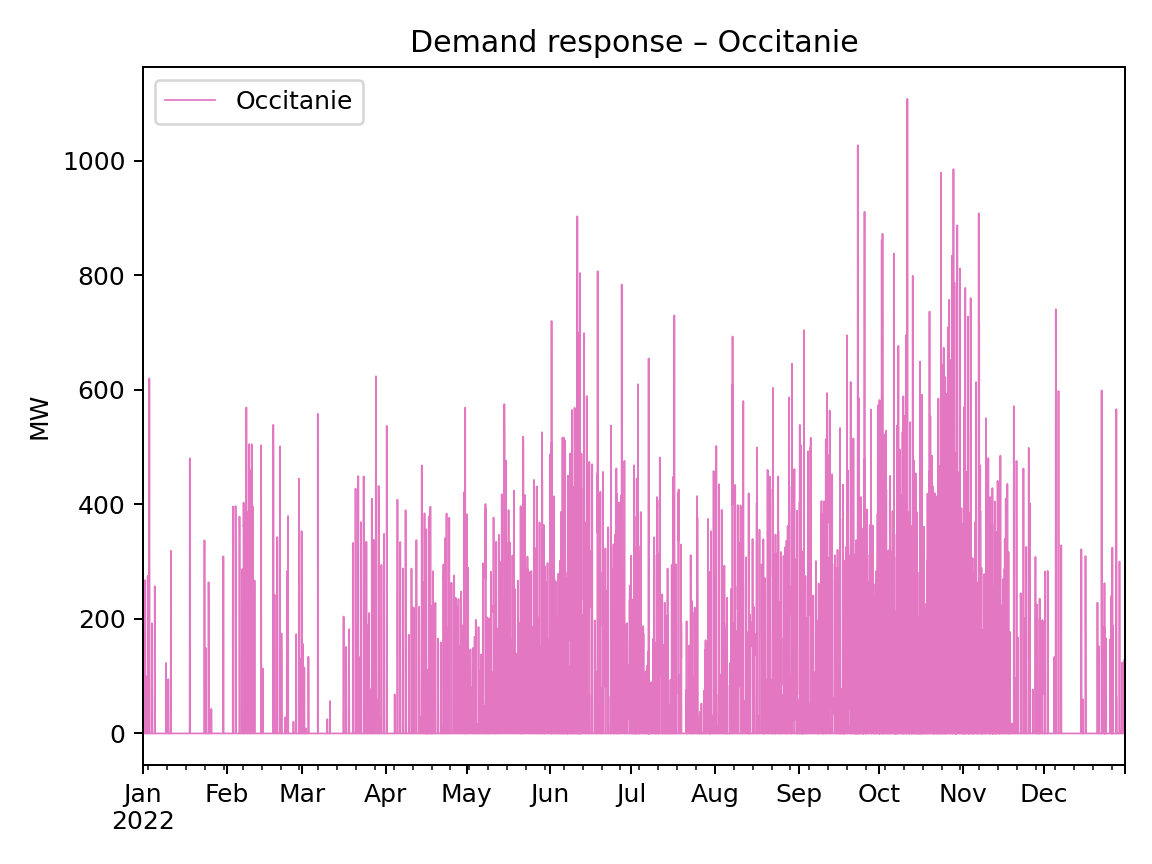 Demand response – Occitanie
Occitanie
MW
1000
800
600
400
200
0
Jan Feb Mar Apr May Jun Jul Aug Sep Oct Nov Dec
2022